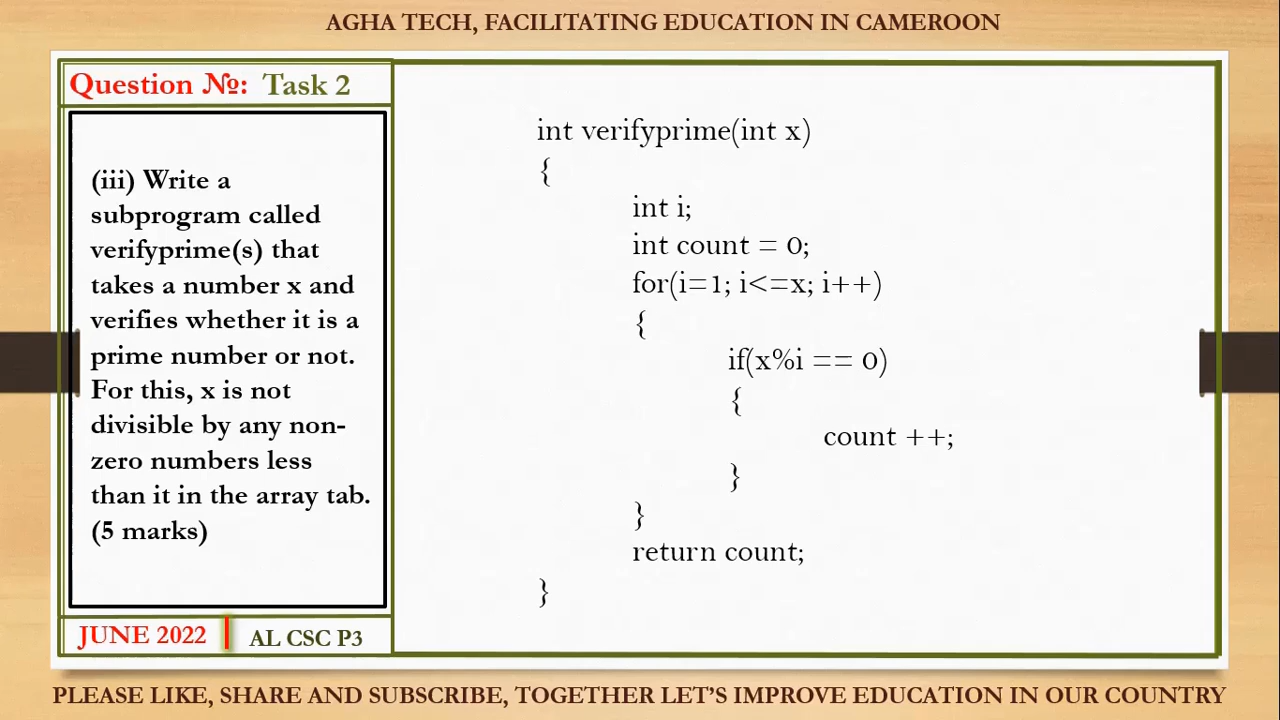 AGHA TECH, FACILITATING EDUCATION IN CAMEROON
Question №: Task 2
(iii) Write a
subprogram called
verifyprime(s) that
takes a number x and
verifies whether it is a
prime number or not.
For this, x is not
divisible by any non-
zero numbers less
than it in the array tab.
(5 marks)
JUNE 2022
AL CSC P3
int verifyprime(int x)
{
int i;
int count = 0;
for(i=1; i<=x; i++)
{
if(x%i == 0)
{
count ++;
}
}
return count;
}
PLEASE LIKE, SHARE AND SUBSCRIBE, TOGETHER LET'S IMPROVE EDUCATION IN OUR COUNTRY